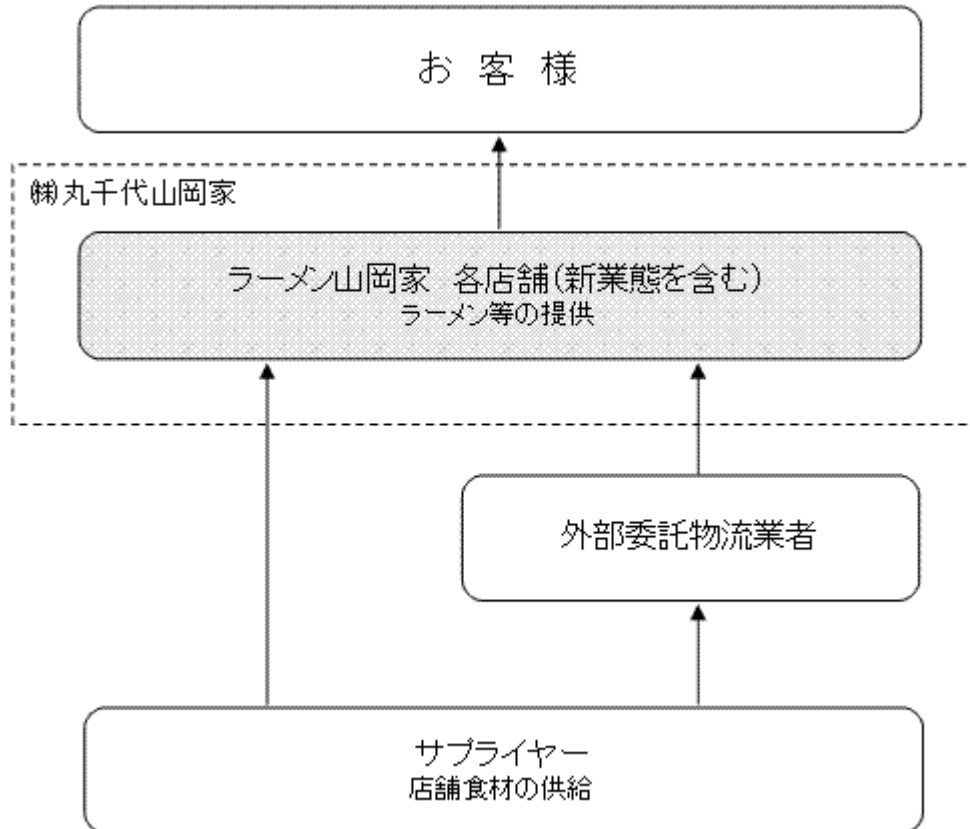 お 客 様
㈱丸千代山岡家
ラーメン山岡家 各店舗(新業態を含む)
ラーメン等の提供
外部委託物流業者
サプライヤー
店舗食材の供給